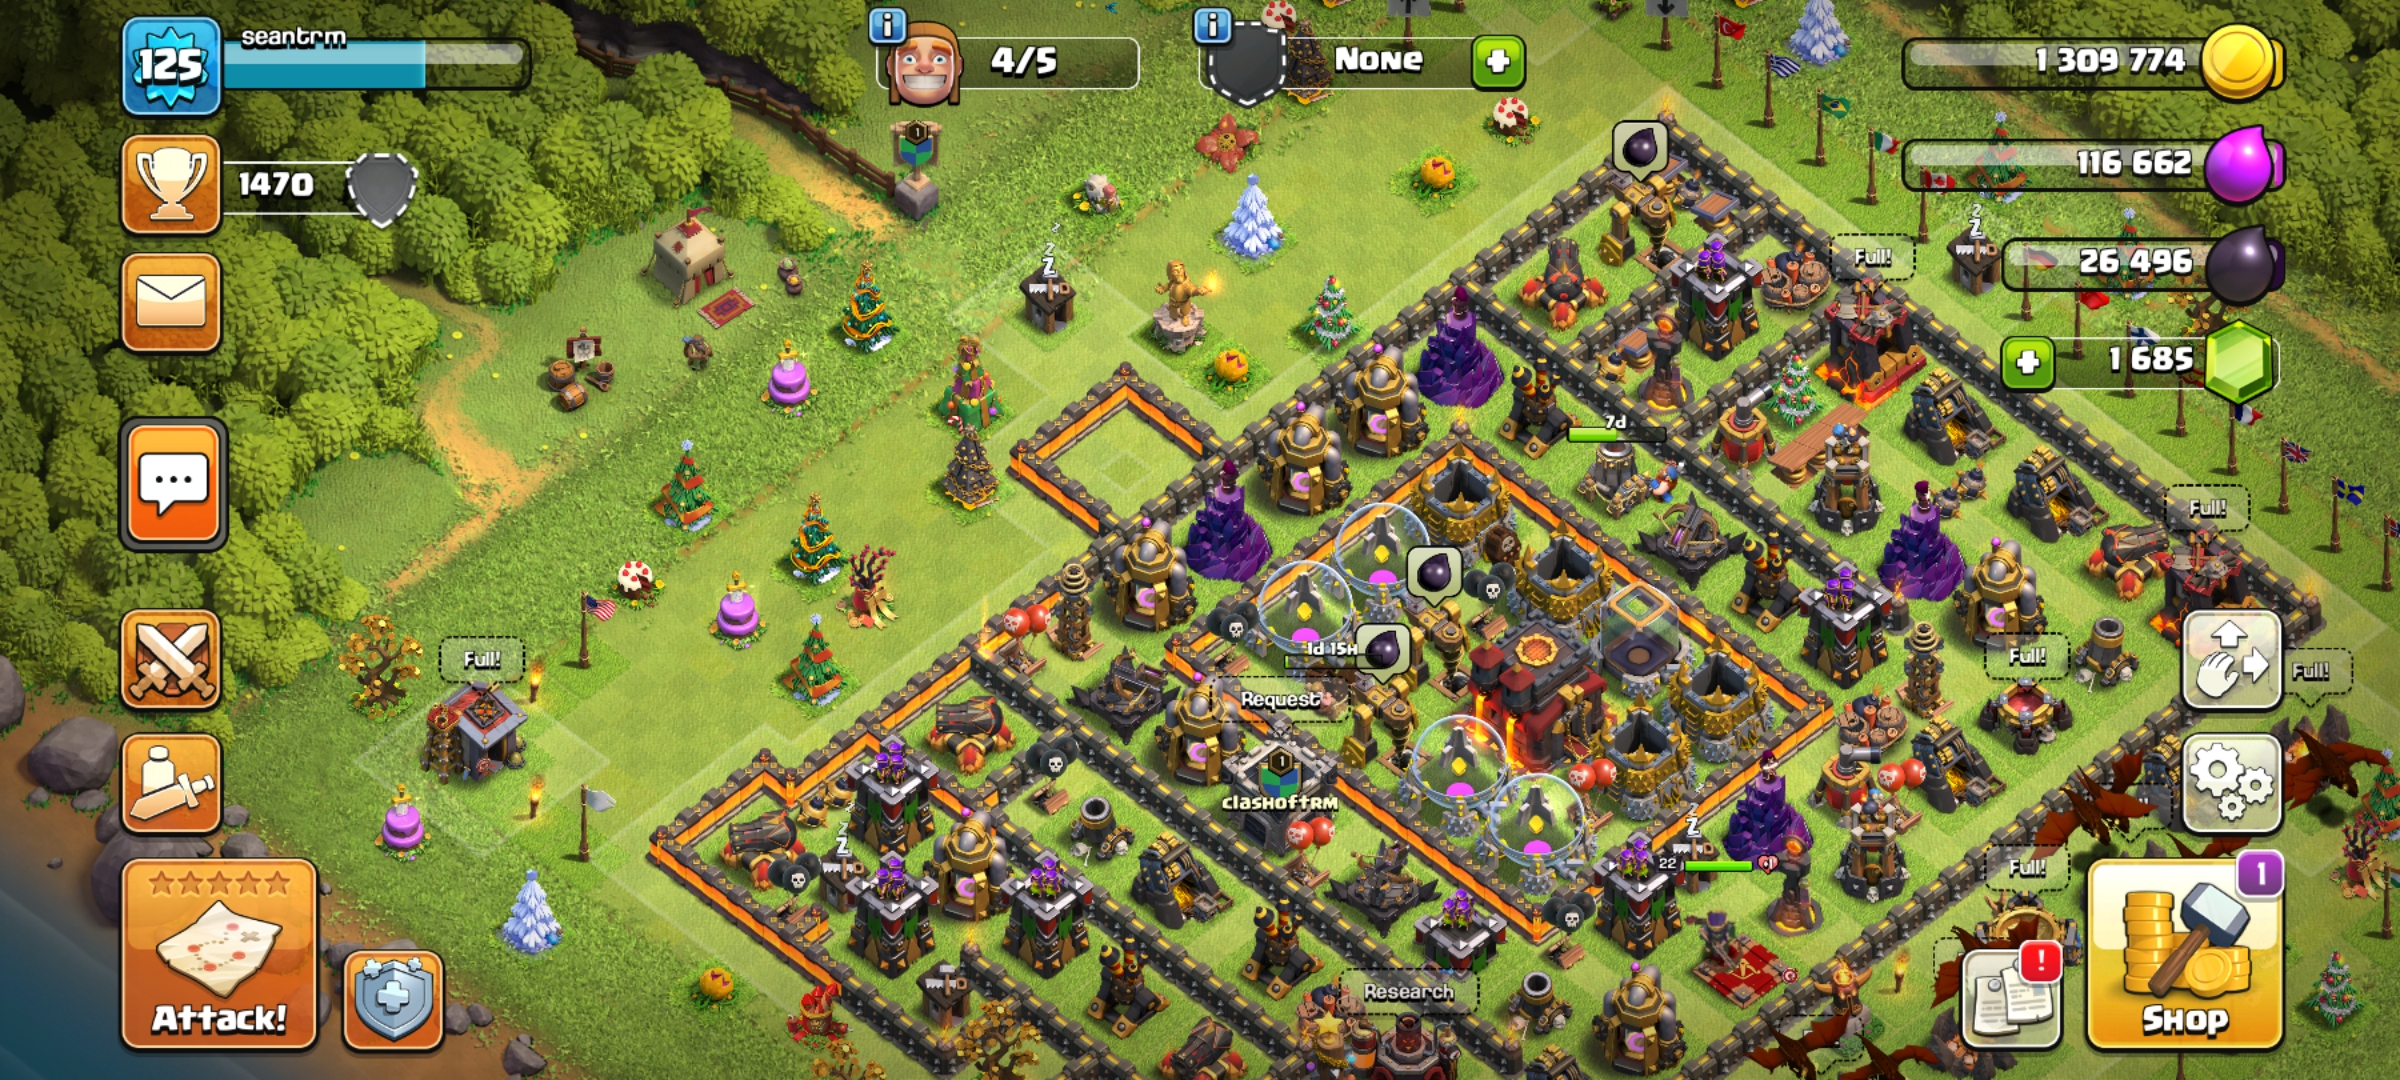 125
seantrm
4/5
None
1 309 774
1470
116 662
26 496
1 685
Full!
7d
Full!
Full!
Full!
Full!
1d 15H
Request
clashoftrm
22
Full!
1
Research
Attack!
!
Shop